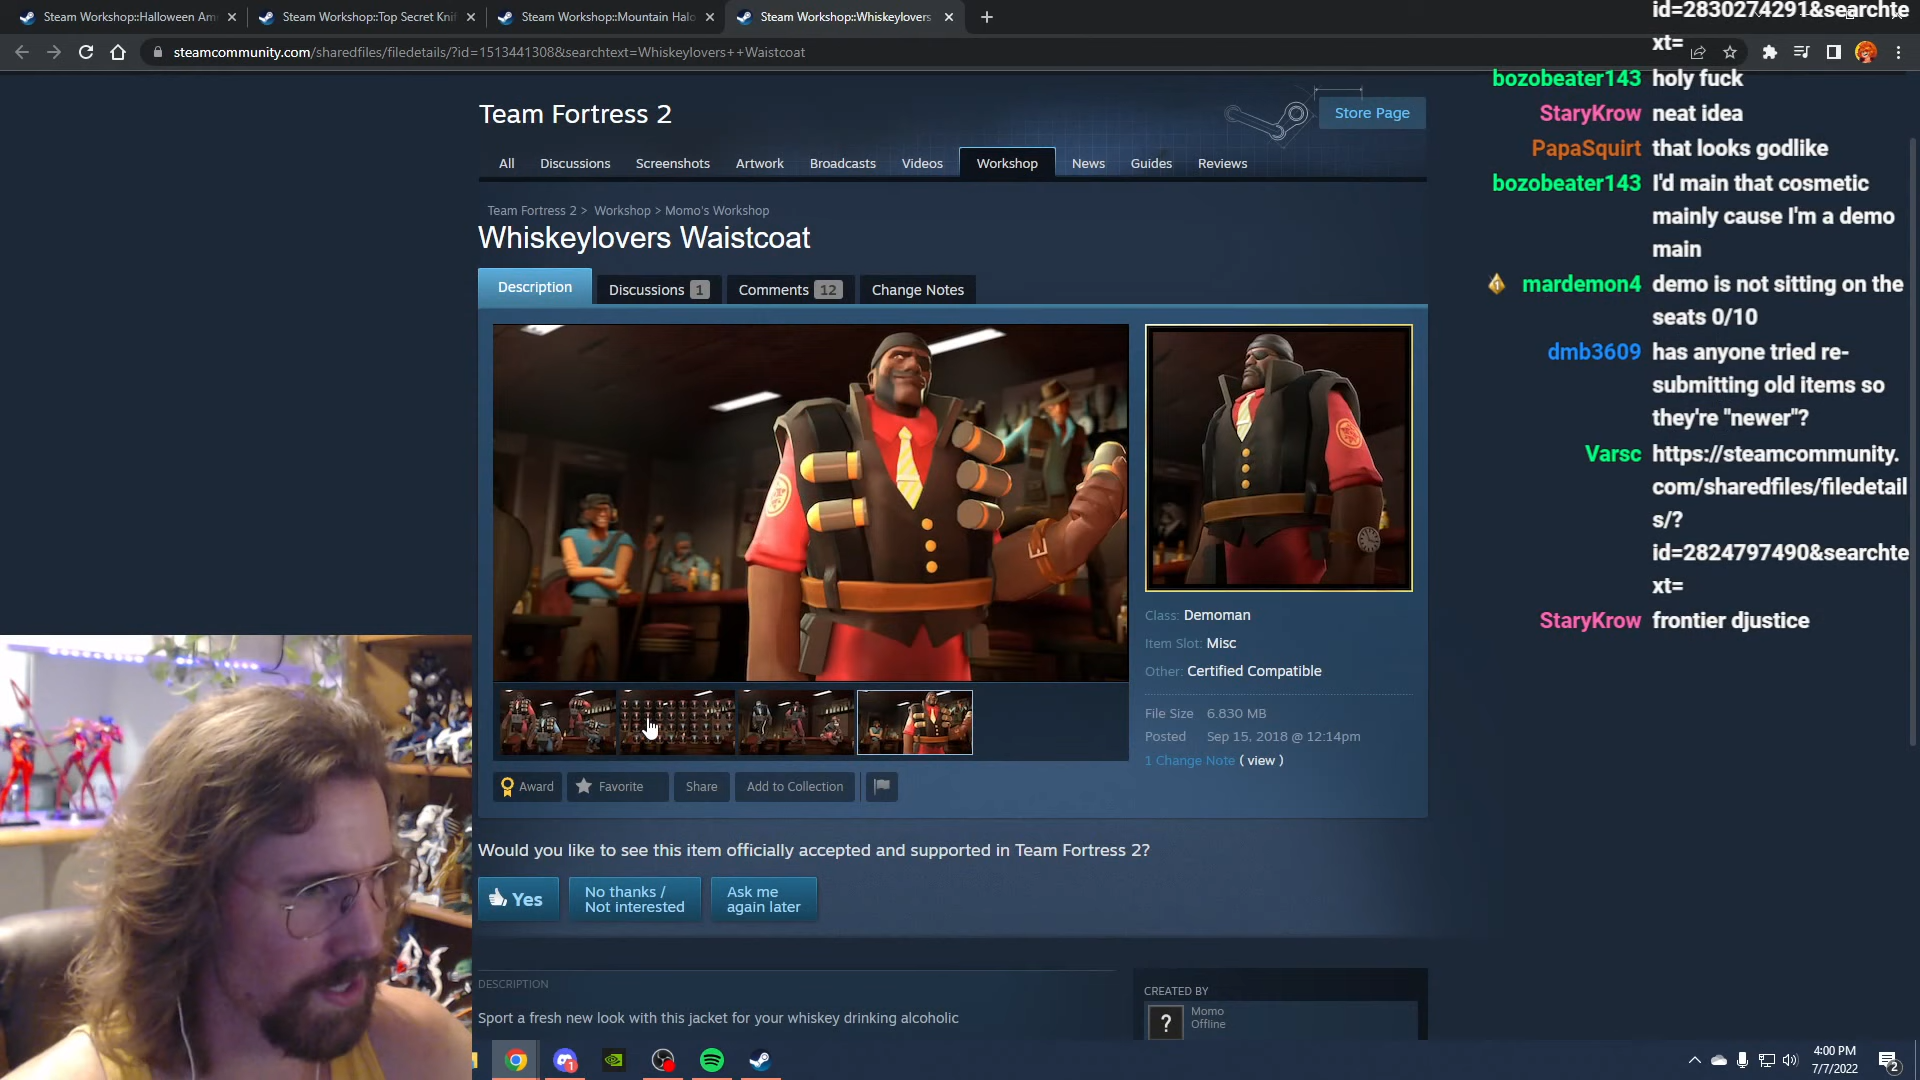 Steam Workshop::Halloween Am
Steam Workshop::Top Secret Knif
Steam Workshop::Mountain Halo
Steam Workshop::Whiskeylovers
steamcommunity.com/sharedfiles/filedetails/?id=1513441308&searchtext=Whiskeylovers++Waistcoat
Team Fortress 2
Store Page
All
Discussions
Screenshots
Artwork
Broadcasts
Videos
Workshop
News
Guides
Reviews
Team Fortress 2 > Workshop > Momo's Workshop
Whiskeylovers Waistcoat
Description
Discussions 1
Comments 12
Change Notes
Class: Demoman
Item Slot: Misc
Other: Certified Compatible
File Size 6.830 MB
Posted Sep 15, 2018 @ 12:14pm
1 Change Note ( view )
Award
Favorite
Share
Add to Collection
Would you like to see this item officially accepted and supported in Team Fortress 2?
Yes
No thanks /
Not interested
Ask me
again later
DESCRIPTION
Sport a fresh new look with this jacket for your whiskey drinking alcoholic
CREATED BY
?
Momo
Offline
id=2830274291&searchte
xt=
bozobeater143 holy fuck
StaryKrow neat idea
PapaSquirt that looks godlike
bozobeater143 I'd main that cosmetic
mainly cause I'm a demo
main
mardemon4 demo is not sitting on the
seats 0/10
dmb3609 has anyone tried re-
submitting old items so
they're "newer"?
Varsc https://steamcommunity.
com/sharedfiles/filedetail
s/?
id=2824797490&searchte
xt=
StaryKrow frontier djustice
1
4:00 PM
7/7/2022
2